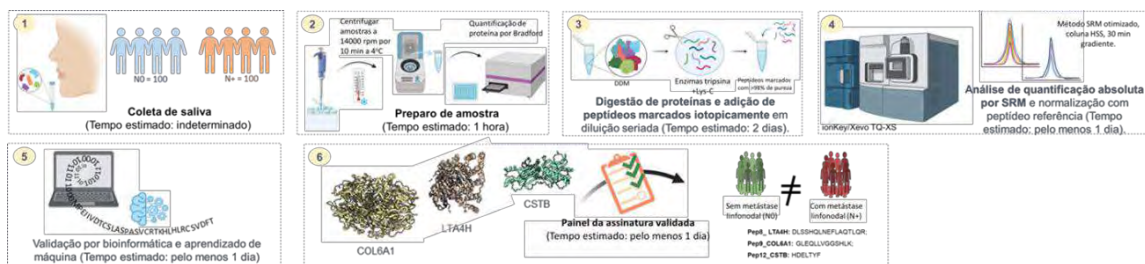 1
N0 = 100
N+ = 100
Coleta de saliva
(Tempo estimado: indeterminado)
2
Centrifugar
amostras a
14000 rpm por
10 min a 4ºC
Quantificação de
proteína por Bradford
Preparo de amostra
(Tempo estimado: 1 hora)
3
DDM
Enzimas tripsina
+Lys-C
Peptídeos marcados
com >98% de pureza
Digestão de proteínas e adição de
peptídeos marcados iotopicamente em
diluição seriada (Tempo estimado: 2 dias).
4
Método SRM otimizado,
coluna HSS, 30 min
gradiente.
ionKey/Xevo TQ-XS
Análise de quantificação absoluta
por SRM e normalização com
peptídeo referência (Tempo
estimado: pelo menos 1 dia).
5
Validação por bioinformática e aprendizado de
máquina (Tempo estimado: pelo menos 1 dia)
6
COL6A1
LTA4H
CSTB
Painel da assinatura validada
(Tempo estimado: pelo menos 1 dia)
Sem metástase
linfonodal (N0)
≠
Com metástase
linfonodal (N+)
Pep8_ LTA4H: DLSSHQLNEFLAQTLQR;
Pep9_COL6A1: GLEQLLVGGSHLK;
Pep12_CSTB: HDELTYF